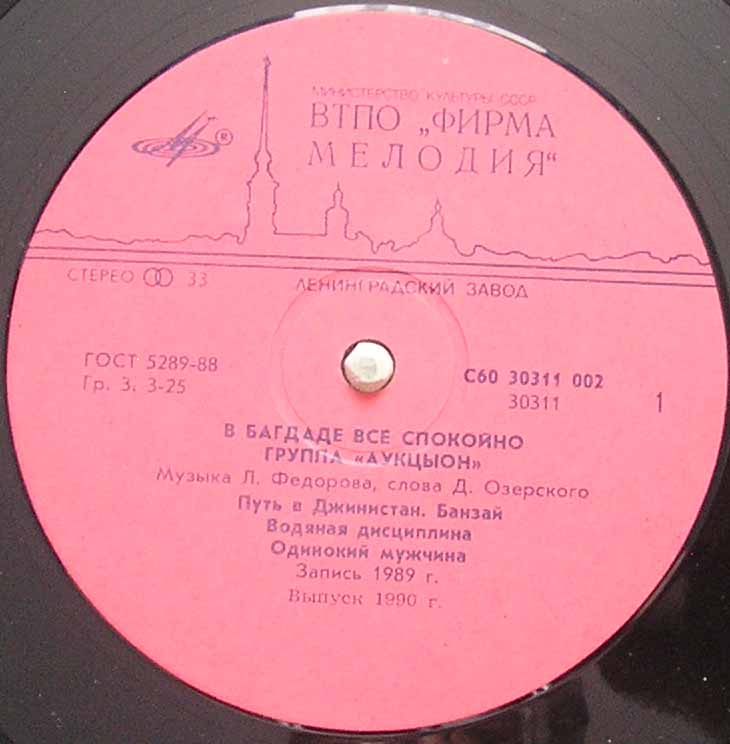 МИНИСТЕРСТВО КУЛЬТУРЫ СССР
ВТПО „ФИРМА
МЕЛОДИЯ“
®
СТЕРЕО 33
ЛЕНИНГРАДСКИЙ ЗАВОД
ГОСТ 5289-88
Гр. 3. 3-25
С60 30311 002
30311
1
В БАГДАДЕ ВСЕ СПОКОЙНО
ГРУППА «АУКЦЫОН»
Музыка Л. Федорова, слова Д. Озерского
Путь в Джинистан. Банзай
Водяная дисциплина
Одинокий мужчина
Запись 1989 г.
Выпуск 1990 г.